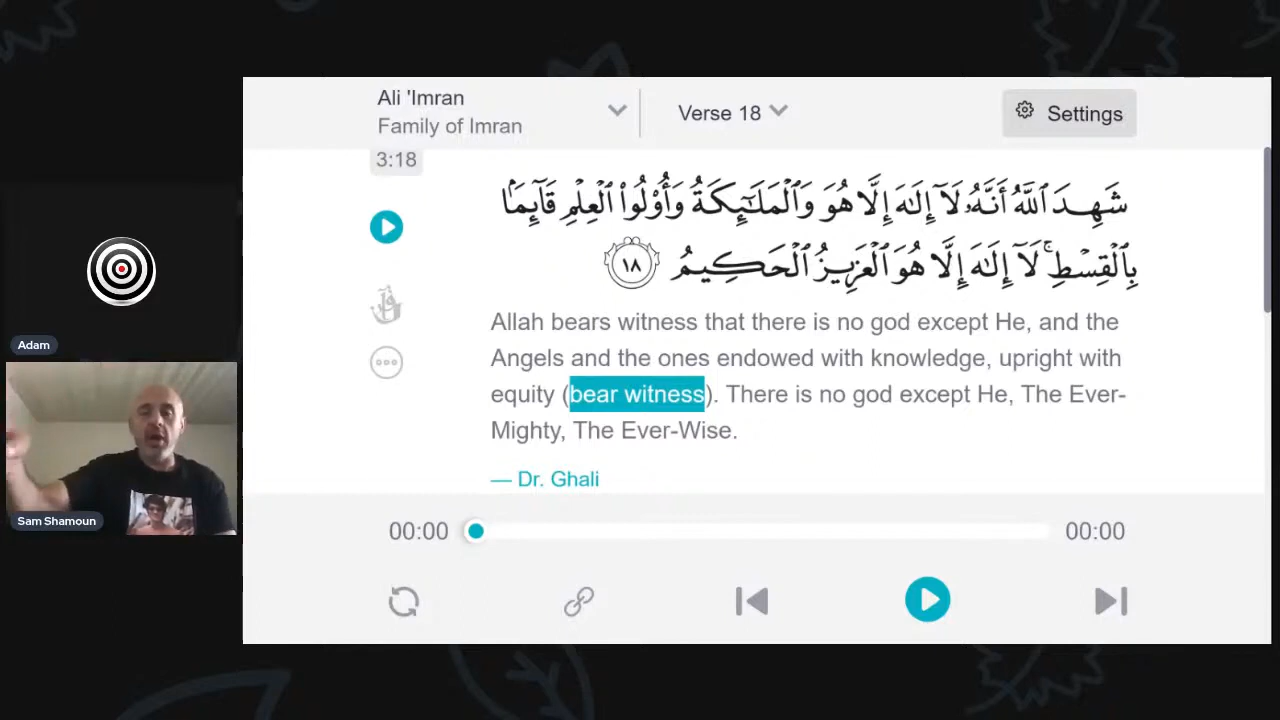 Ali 'Imran
Family of Imran
Verse 18
Settings
3:18
شَهِدَ ٱللَّهُ أَنَّهُۥ لَآ إِلَٰهَ إِلَّا هُوَ وَٱلْمَلَٰٓئِكَةُ وَأُو۟لُوا۟ ٱلْعِلْمِ قَآئِمًۢا
بِٱلْقِسْطِ ۚ لَآ إِلَٰهَ إِلَّا هُوَ ٱلْعَزِيزُ ٱلْحَكِيمُ ١٨
Allah bears witness that there is no god except He, and the
Angels and the ones endowed with knowledge, upright with
equity (bear witness). There is no god except He, The Ever-
Mighty, The Ever-Wise.
— Dr. Ghali
00:00
00:00
Adam
Sam Shamoun